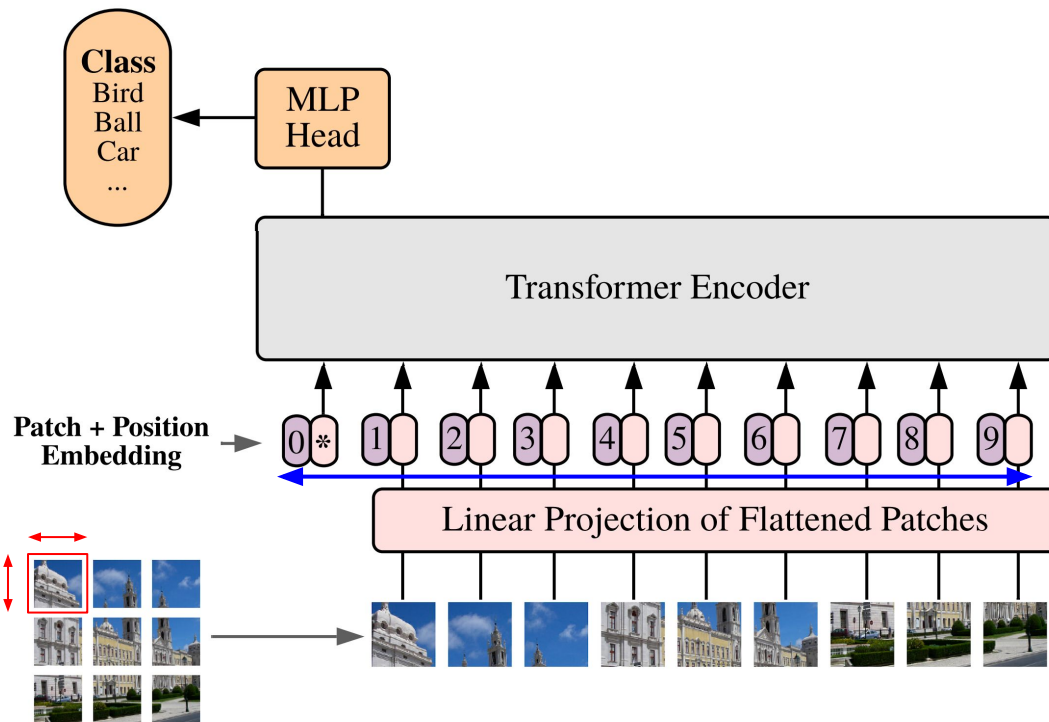 Class
Bird
Ball
Car
...
MLP
Head
Transformer Encoder
Patch + Position
Embedding
0 * 1 2 3 4 5 6 7 8 9
Linear Projection of Flattened Patches